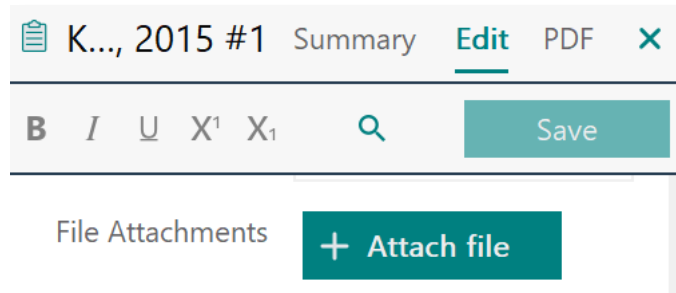 K..., 2015 #1 Summary Edit PDF ×
B I U X¹ X₁ Save
File Attachments + Attach file